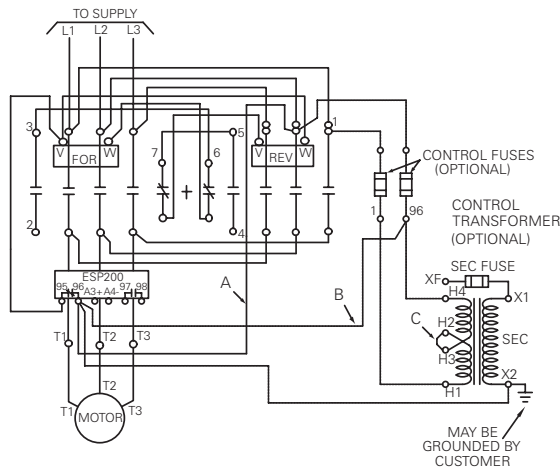 TO SUPPLY
L1 L2 L3
3 5 1
V FOR W V REV W
7 6
+
CONTROL FUSES
(OPTIONAL)
2 4 1 96
CONTROL
TRANSFORMER
(OPTIONAL)
SEC FUSE
ESP200
95 96 A3+ A4- 97 98
A
B
C
XF
H4 X1
H2
H3
SEC
H1 X2
T1 T2 T3
T1 T2 T3
MOTOR
MAY BE
GROUNDED BY
CUSTOMER